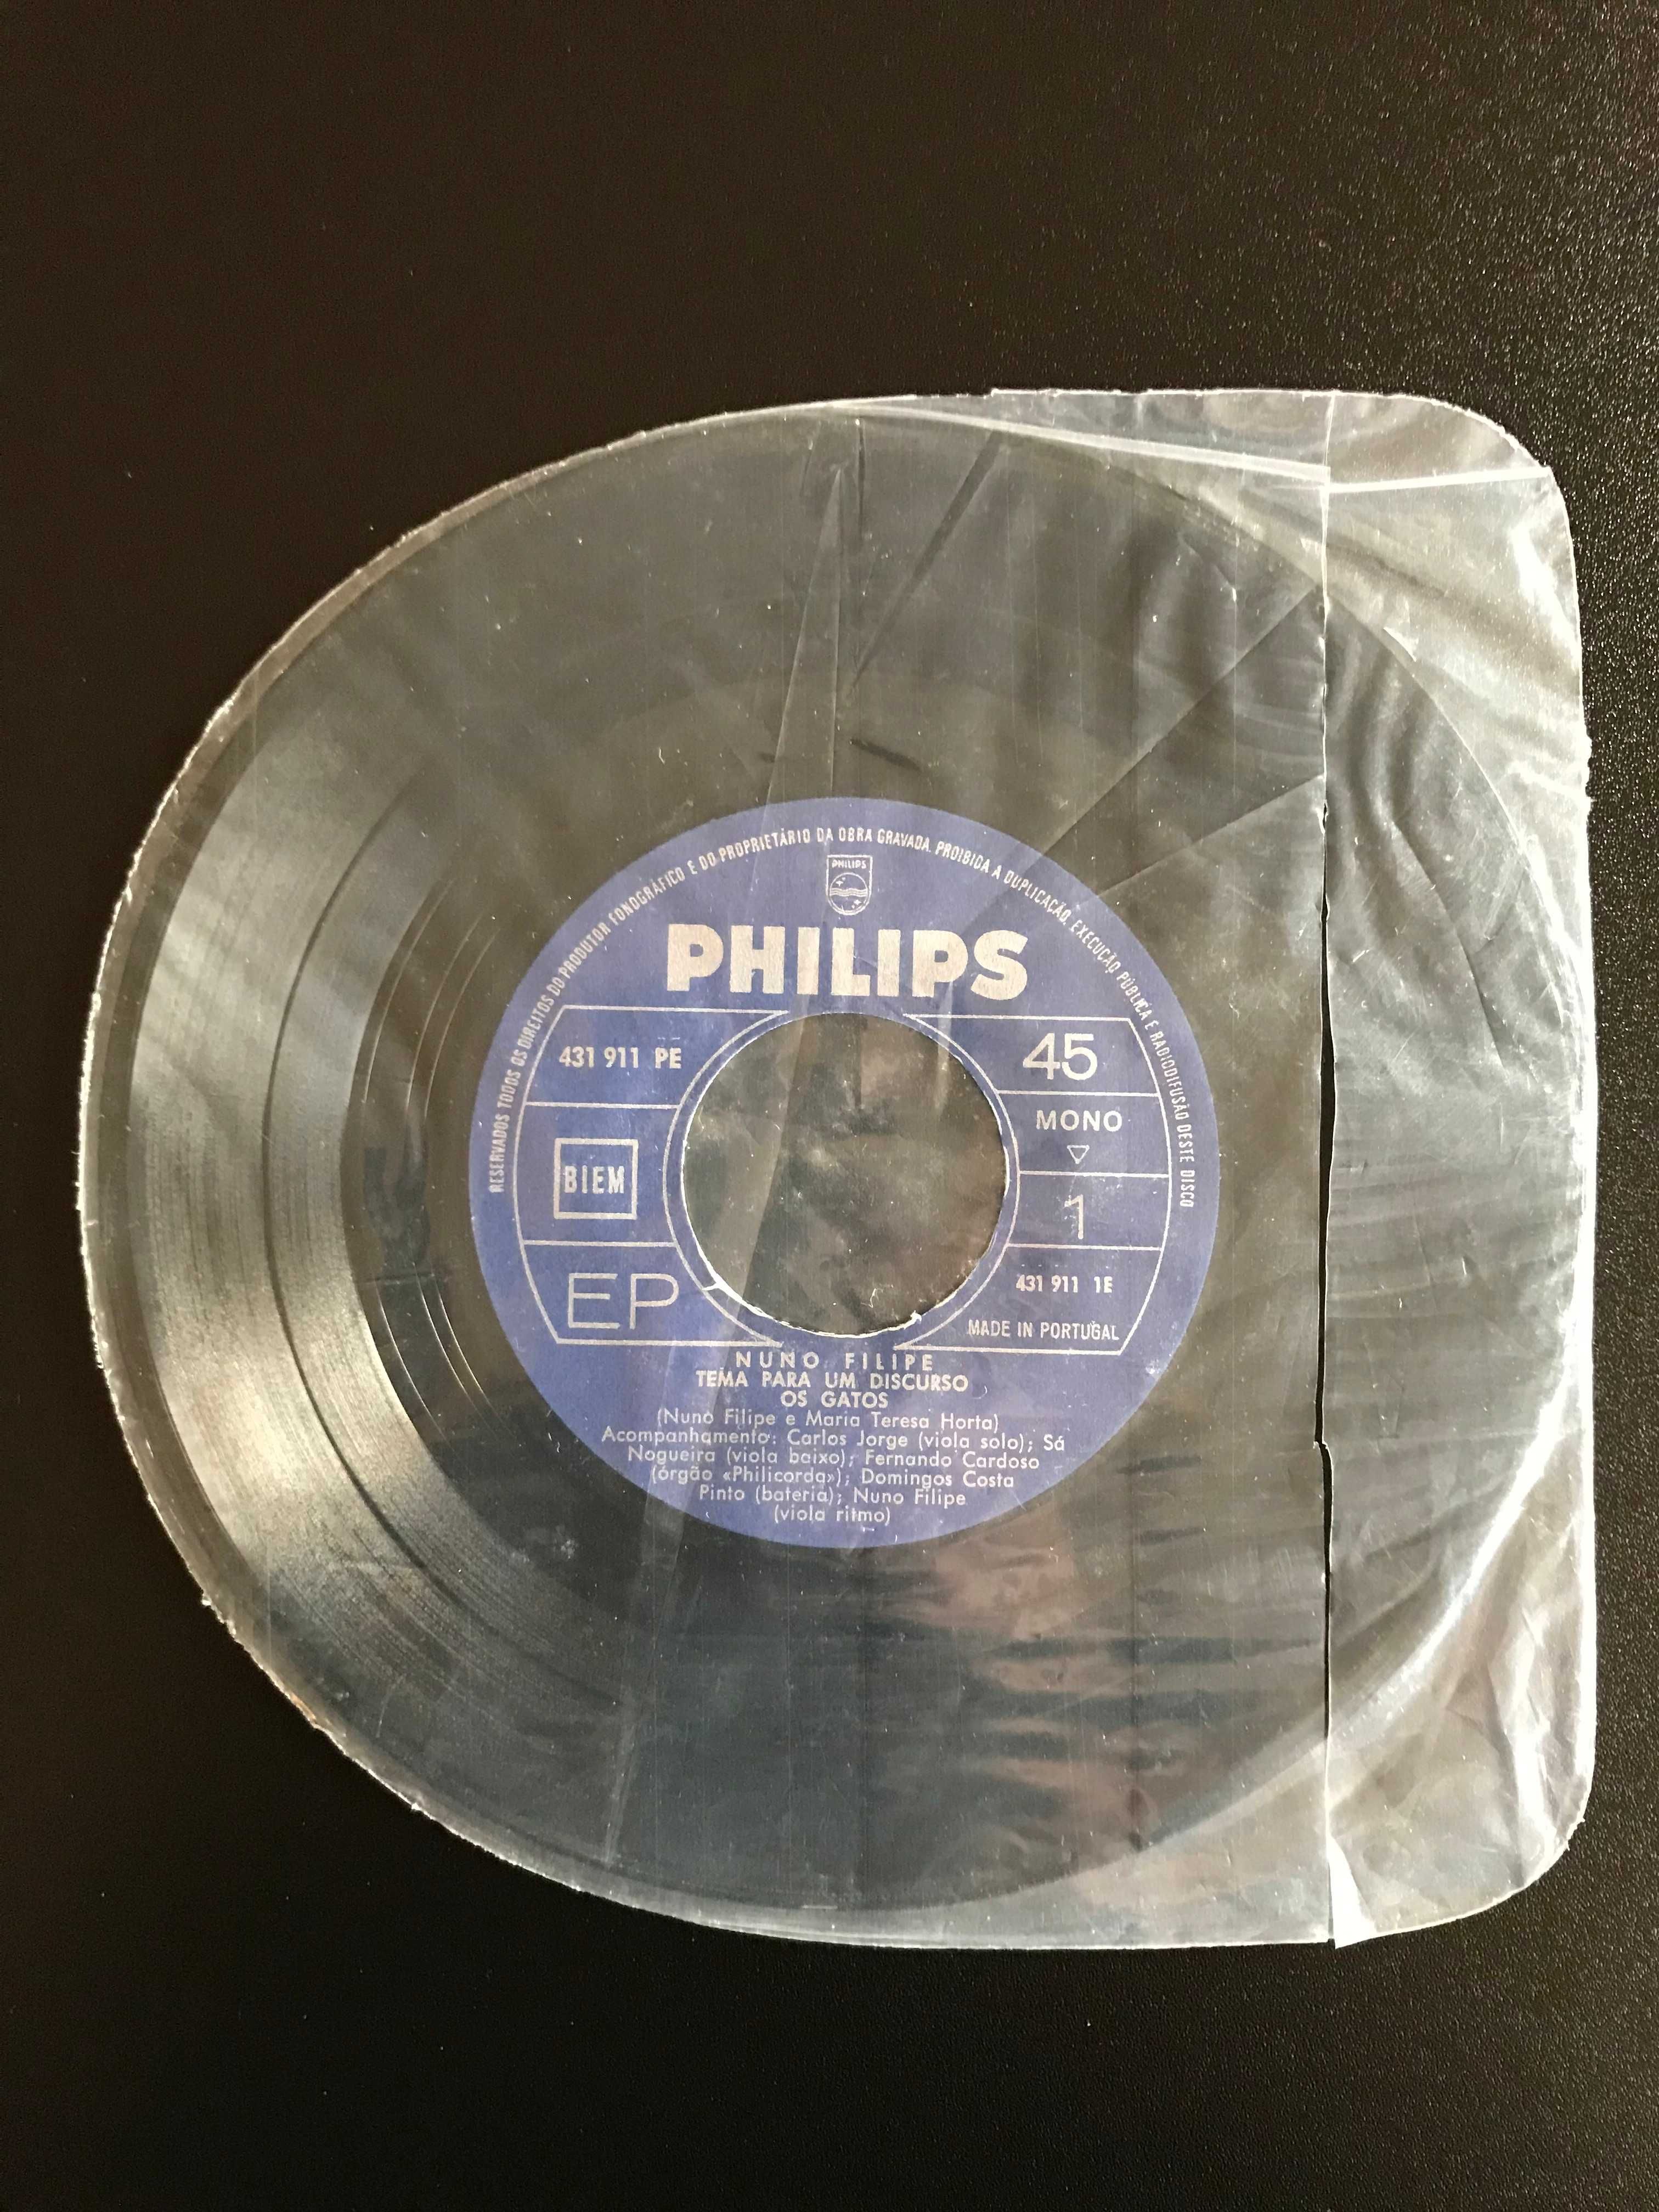 RESERVADOS TODOS OS DIREITOS DO PRODUTOR FONOGRÁFICO E DO PROPRIETÁRIO DA OBRA GRAVADA. PROIBIDA A DUPLICAÇÃO, EXECUÇÃO PÚBLICA E RADIODIFUSÃO DESTE DISCO
PHILIPS
PHILIPS
431 911 PE
45
BIEM
MONO
1
EP
431 911 1E
MADE IN PORTUGAL
NUNO FILIPE
TEMA PARA UM DISCURSO
OS GATOS
(Nuno Filipe e Maria Teresa Horta)
Acompanhamento: Carlos Jorge (viola solo); Sá
Nogueira (viola baixo); Fernando Cardoso
(órgão «Philicorda»); Domingos Costa
Pinto (bateria); Nuno Filipe
(viola ritmo)